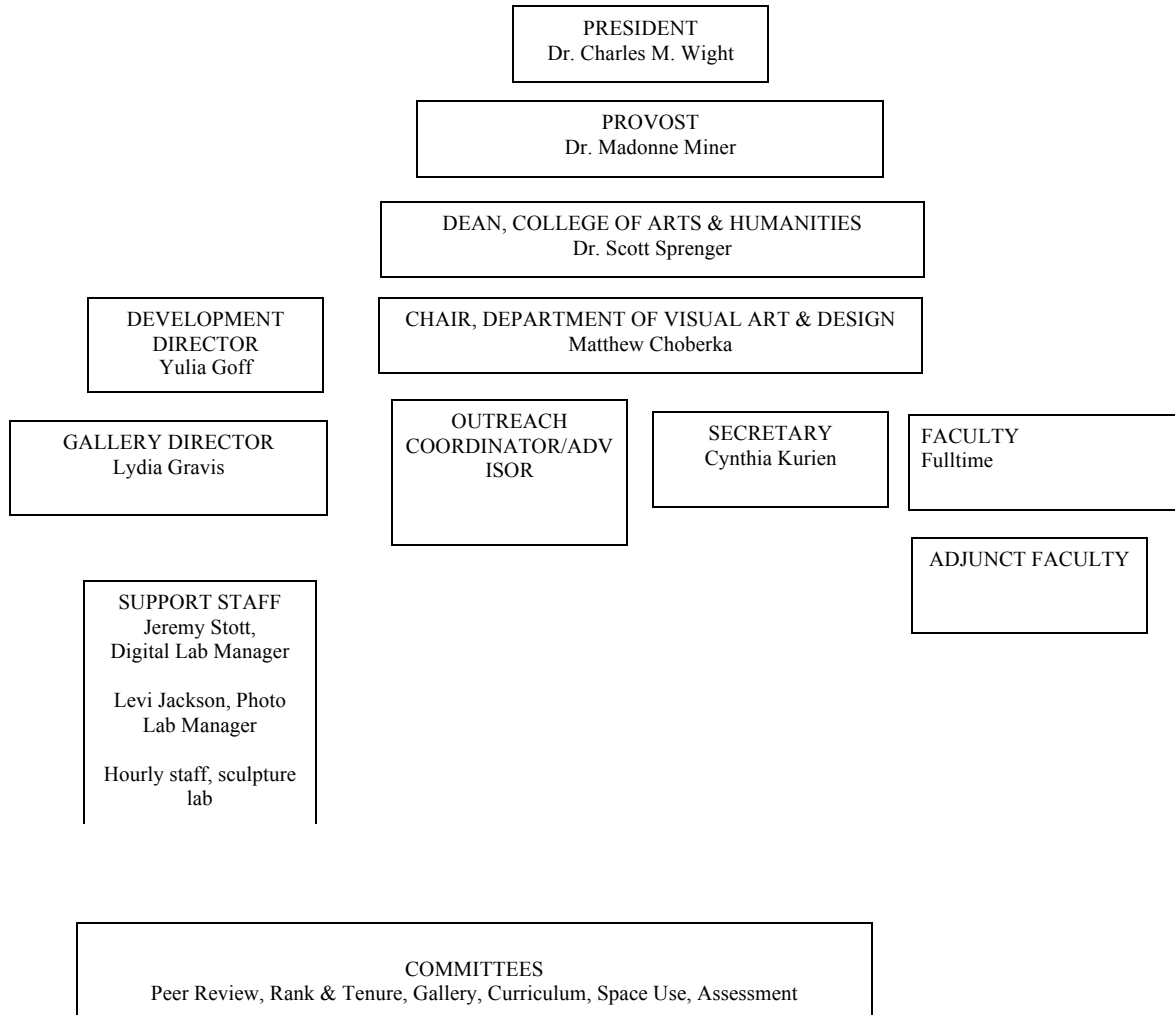 PRESIDENT
Dr. Charles M. Wight
PROVOST
Dr. Madonne Miner
DEAN, COLLEGE OF ARTS & HUMANITIES
Dr. Scott Sprenger
DEVELOPMENT
DIRECTOR
Yulia Goff
CHAIR, DEPARTMENT OF VISUAL ART & DESIGN
Matthew Choberka
GALLERY DIRECTOR
Lydia Gravis
OUTREACH
COORDINATOR/ADV
ISOR
SECRETARY
Cynthia Kurien
FACULTY
Fulltime
ADJUNCT FACULTY
SUPPORT STAFF
Jeremy Stott,
Digital Lab Manager
Levi Jackson, Photo
Lab Manager
Hourly staff, sculpture
lab
COMMITTEES
Peer Review, Rank & Tenure, Gallery, Curriculum, Space Use, Assessment